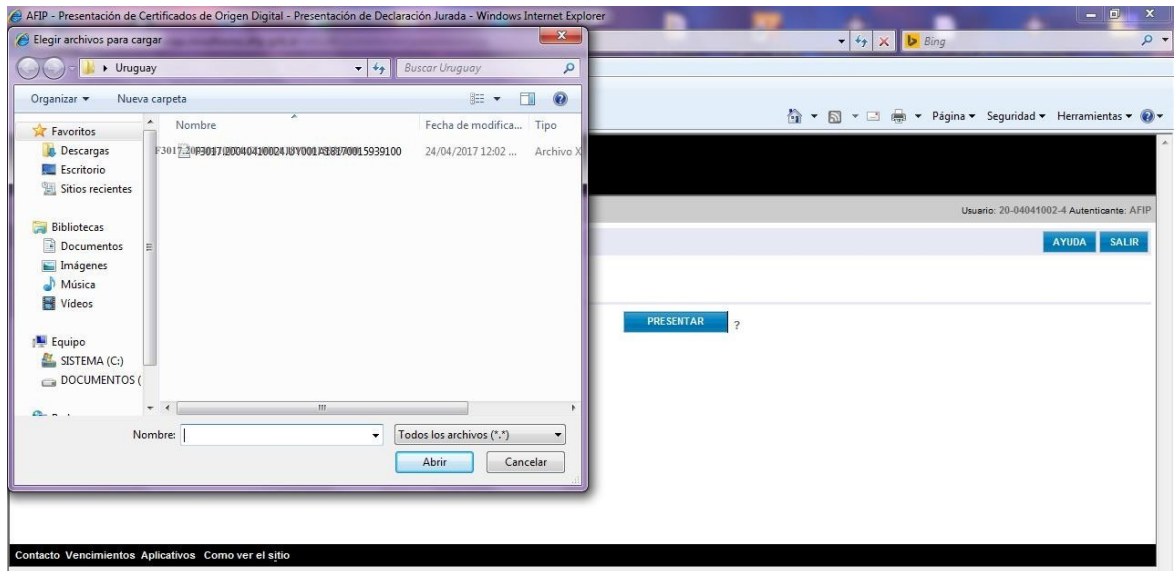 AFIP - Presentación de Certificados de Origen Digital - Presentación de Declaración Jurada - Windows Internet Explorer
Elegir archivos para cargar
Bing
Uruguay
Buscar Uruguay
Organizar
Nueva carpeta
Página Seguridad Herramientas
Nombre
Fecha de modifica...
Tipo
24/04/2017 12:02 ...
Archivo X
Favoritos
Descargas
Escritorio
Sitios recientes
Bibliotecas
Documentos
Imágenes
Música
Vídeos
Equipo
SISTEMA (C:)
DOCUMENTOS (
Nombre:
Todos los archivos (*.*)
Abrir
Cancelar
Usuario: 20-04041002-4 Autenticante: AFIP
AYUDA
SALIR
PRESENTAR
?
Contacto Vencimientos Aplicativos Como ver el sitio